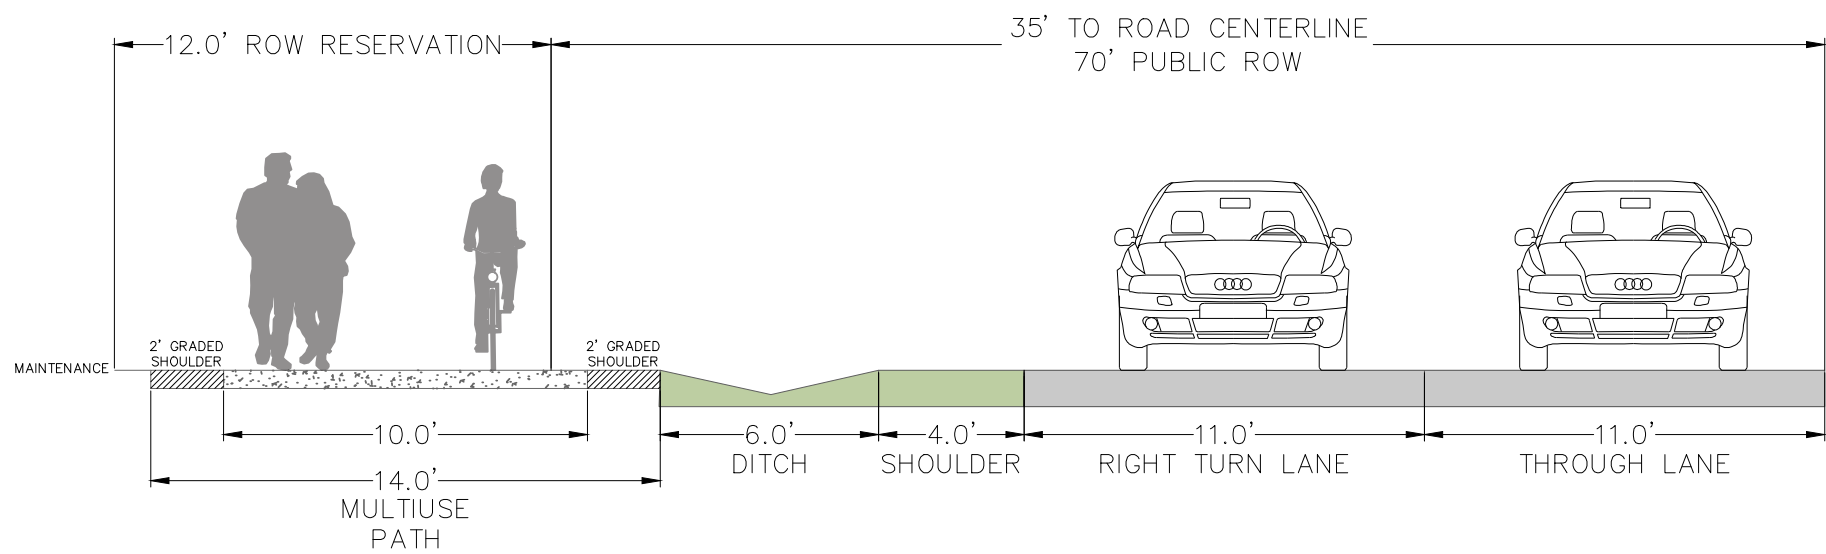 35' TO ROAD CENTERLINE
12.0' ROW RESERVATION
70' PUBLIC ROW
2' GRADED
SHOULDER
2' GRADED
SHOULDER
MAINTENANCE
10.0'
6.0'
4.0'
11.0'
11.0'
DITCH
SHOULDER
RIGHT TURN LANE
THROUGH LANE
14.0'
MULTIUSE
PATH